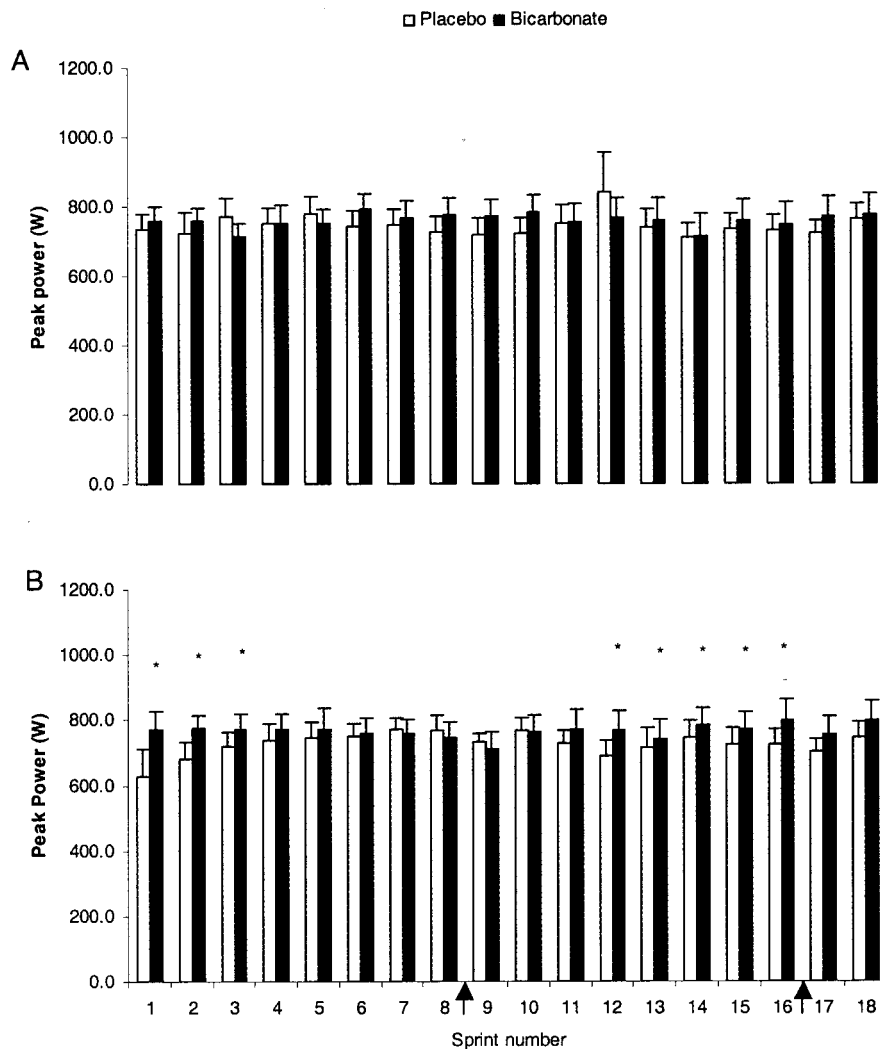 Placebo Bicarbonate
A
1200.0
1000.0
800.0
600.0
400.0
200.0
0.0
Peak power (W)
B
1200.0
1000.0
800.0
600.0
400.0
200.0
0.0
Peak Power (W)
* * * * * * * *
1 2 3 4 5 6 7 8 9 10 11 12 13 14 15 16 17 18
Sprint number